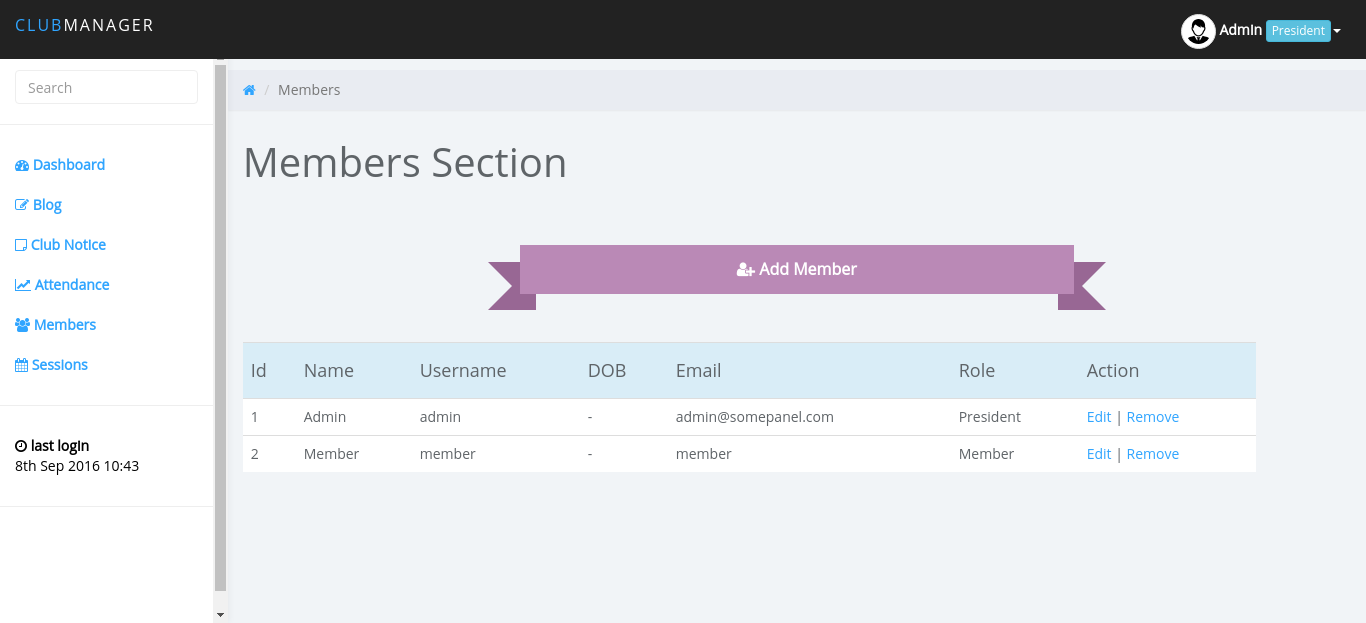 CLUBMANAGER
Admin President
Search
/ Members
Members Section
Dashboard
Blog
Club Notice
Attendance
Members
Sessions
last login
8th Sep 2016 10:43
Add Member
Id Name Username DOB Email Role Action
1 Admin admin - admin@somepanel.com President Edit | Remove
2 Member member - member Member Edit | Remove